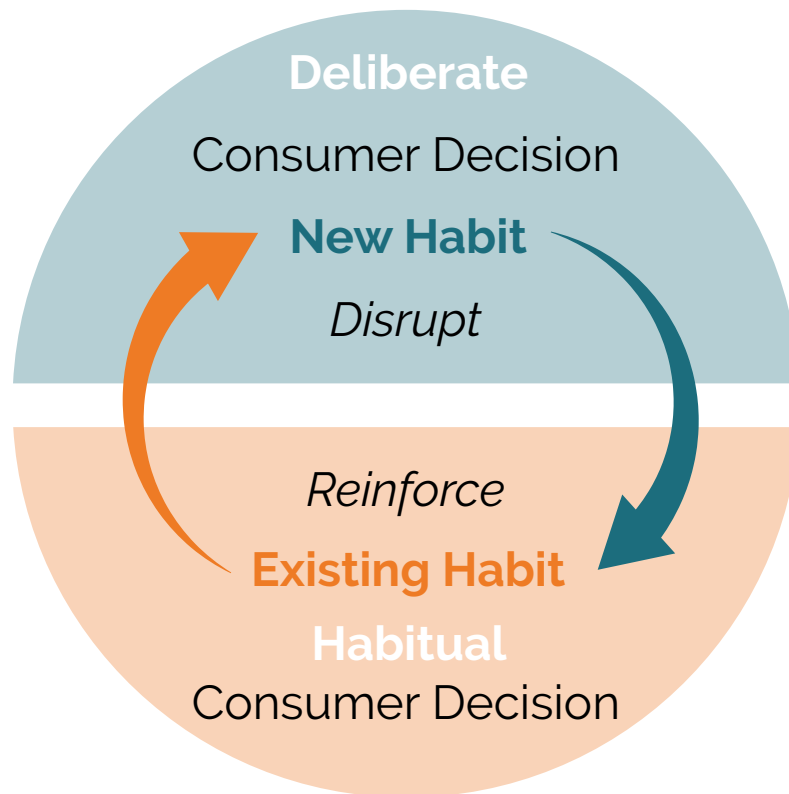 Deliberate
Consumer Decision
New Habit
Disrupt
Reinforce
Existing Habit
Habitual
Consumer Decision